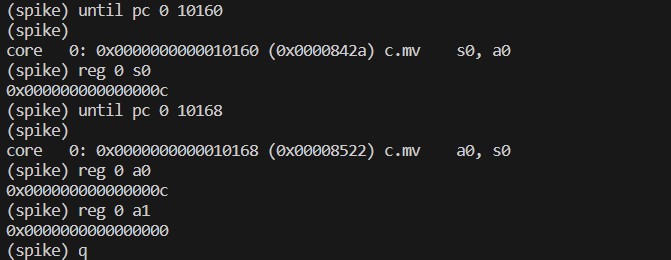 (spike) until pc 0 10160
(spike)
core   0: 0x0000000000010160 (0x0000842a) c.mv    s0, a0
(spike) reg 0 s0
0x000000000000000c
(spike) until pc 0 10168
(spike)
core   0: 0x0000000000010168 (0x00008522) c.mv    a0, s0
(spike) reg 0 a0
0x000000000000000c
(spike) reg 0 a1
0x0000000000000000
(spike) q